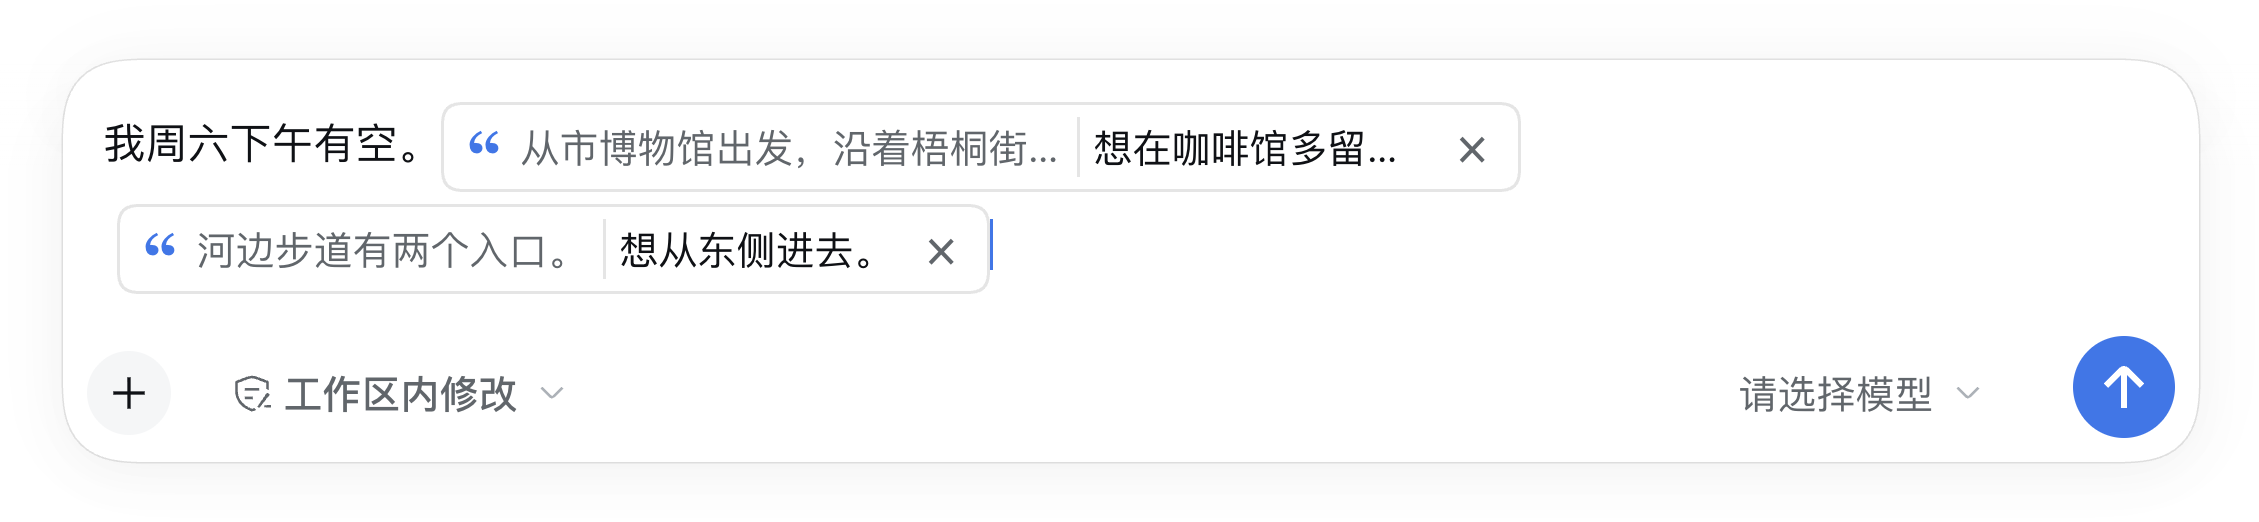 我周六下午有空。 “ 从市博物馆出发，沿着梧桐街... 想在咖啡馆多留... ×
“ 河边步道有两个入口。 想从东侧进去。 ×
+ 工作区内修改 请选择模型